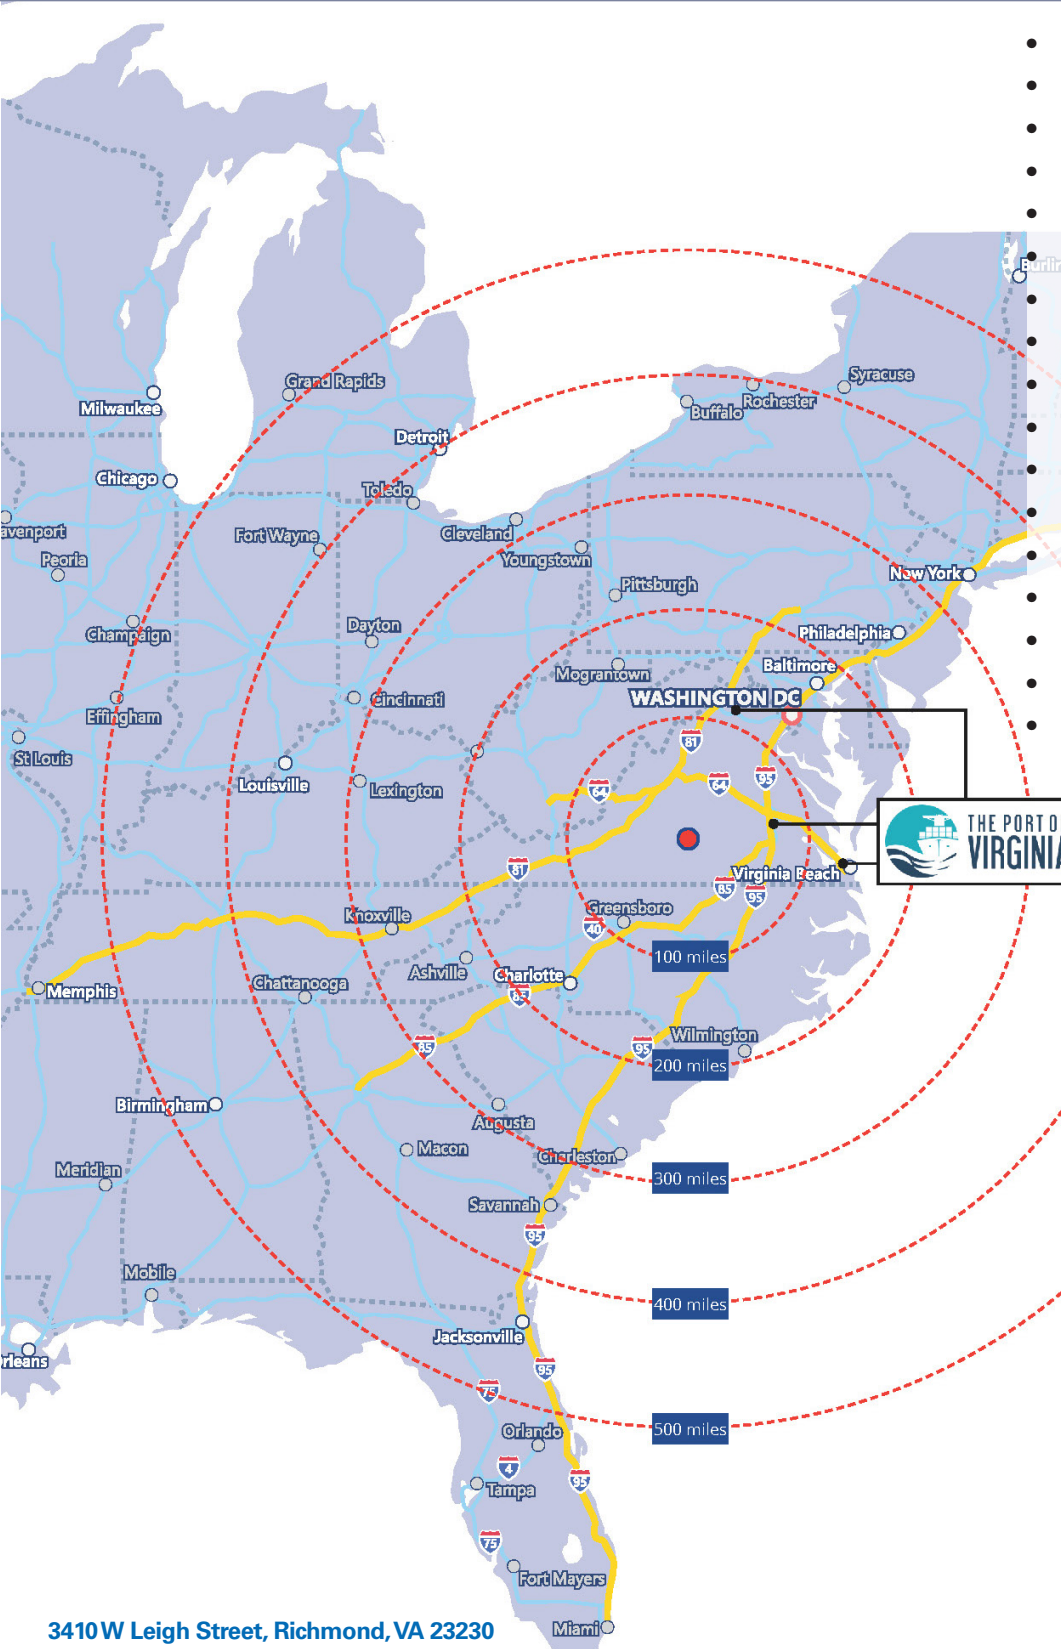 Burlin
Grand Rapids
Syracuse
Milwaukee
Buffalo
Rochester
Detroit
Chicago
Toledo
avenport
Fort Wayne
Cleveland
Peoria
Youngstown
New York
Pittsburgh
Champaign
Dayton
Philadelphia
Mograntown
Baltimore
WASHINGTON DC
Cincinnati
Effingham
81
St Louis
Louisville
Lexington
64
64
95
THE PORT O
VIRGINIA
81
Virginia Beach
85
95
Knoxville
Greensboro
40
100 miles
Ashville
Charlotte
Chattanooga
Memphis
85
Wilmington
85
95
200 miles
Birmingham
Augusta
Macon
Charleston
Meridian
300 miles
Savannah
95
Mobile
400 miles
Jacksonville
rleans
95
75
500 miles
Orlando
4
95
Tampa
75
Fort Mayers
Miami
3410 W Leigh Street, Richmond, VA 23230